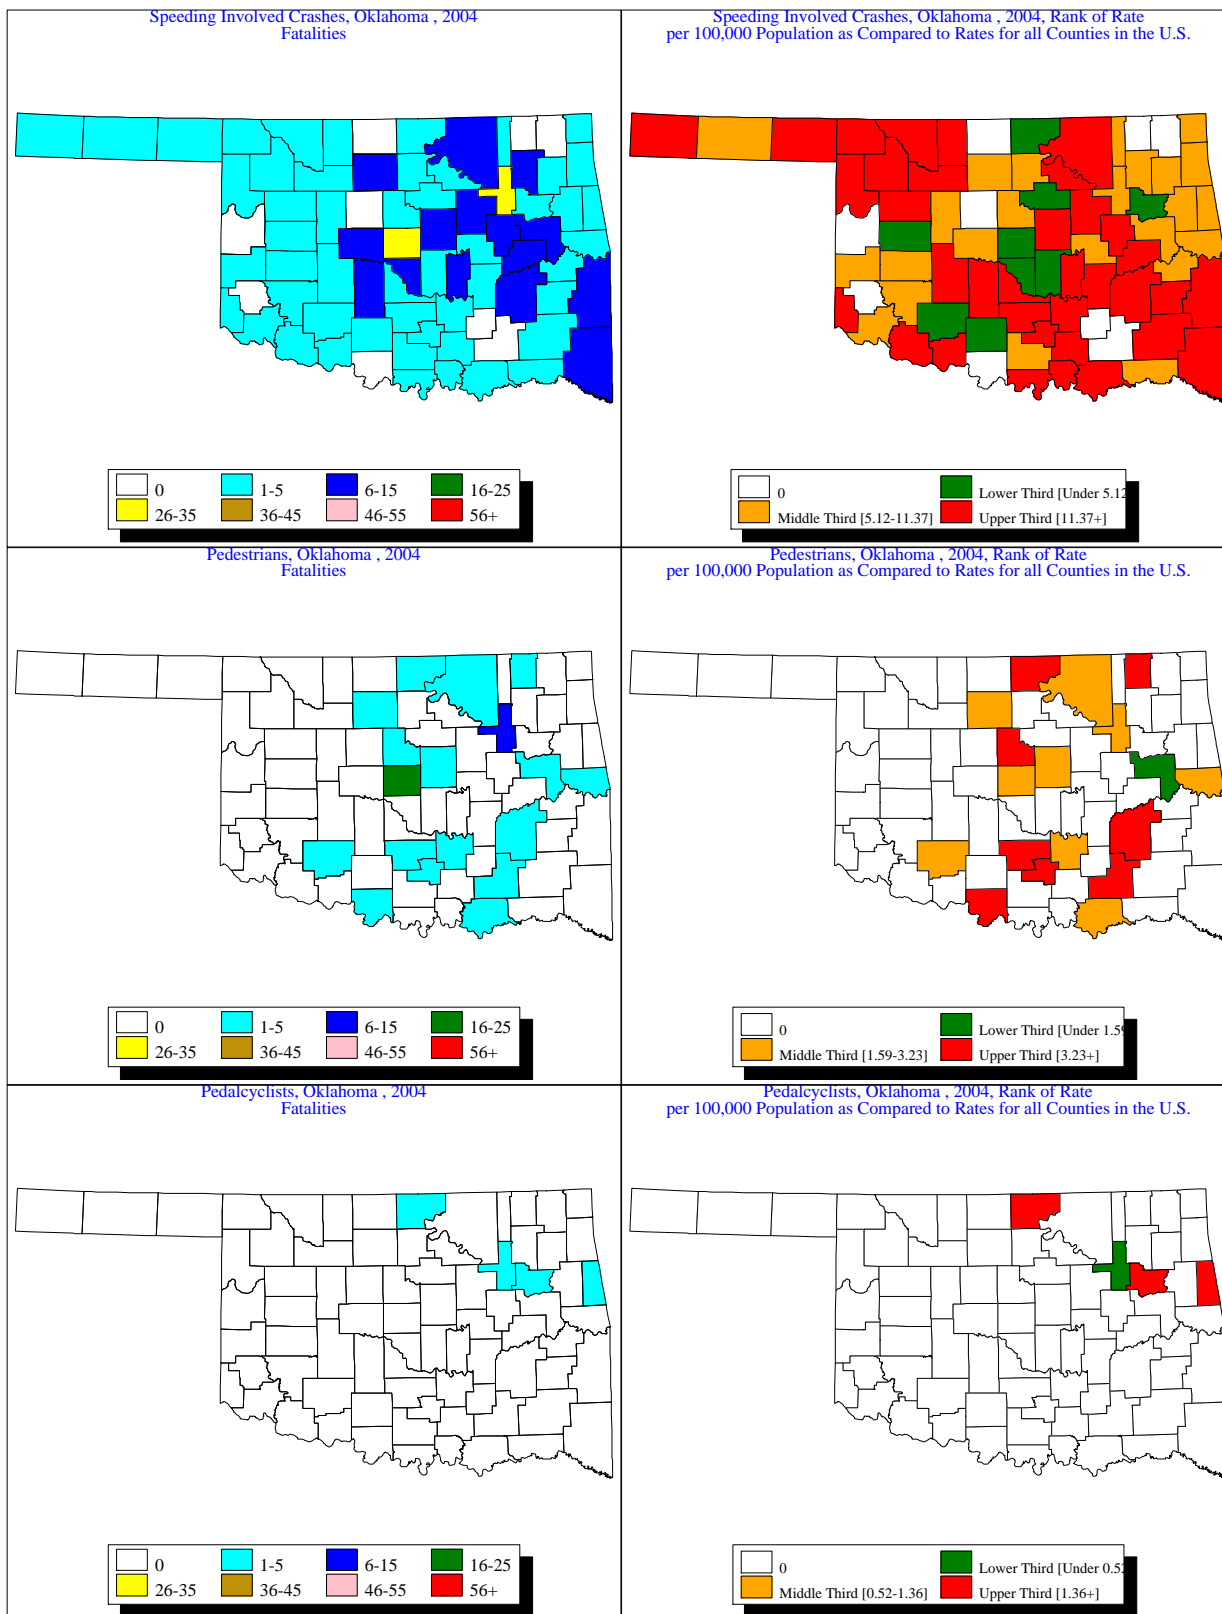 Speeding Involved Crashes, Oklahoma , 2004
Fatalities
0
1-5
6-15
16-25
26-35
36-45
46-55
56+
Speeding Involved Crashes, Oklahoma , 2004, Rank of Rate
per 100,000 Population as Compared to Rates for all Counties in the U.S.
0
Lower Third [Under 5.12
Middle Third [5.12-11.37]
Upper Third [11.37+]
Pedestrians, Oklahoma , 2004
Fatalities
0
1-5
6-15
16-25
26-35
36-45
46-55
56+
Pedestrians, Oklahoma , 2004, Rank of Rate
per 100,000 Population as Compared to Rates for all Counties in the U.S.
0
Lower Third [Under 1.59
Middle Third [1.59-3.23]
Upper Third [3.23+]
Pedalcyclists, Oklahoma , 2004
Fatalities
0
1-5
6-15
16-25
26-35
36-45
46-55
56+
Pedalcyclists, Oklahoma , 2004, Rank of Rate
per 100,000 Population as Compared to Rates for all Counties in the U.S.
0
Lower Third [Under 0.52
Middle Third [0.52-1.36]
Upper Third [1.36+]